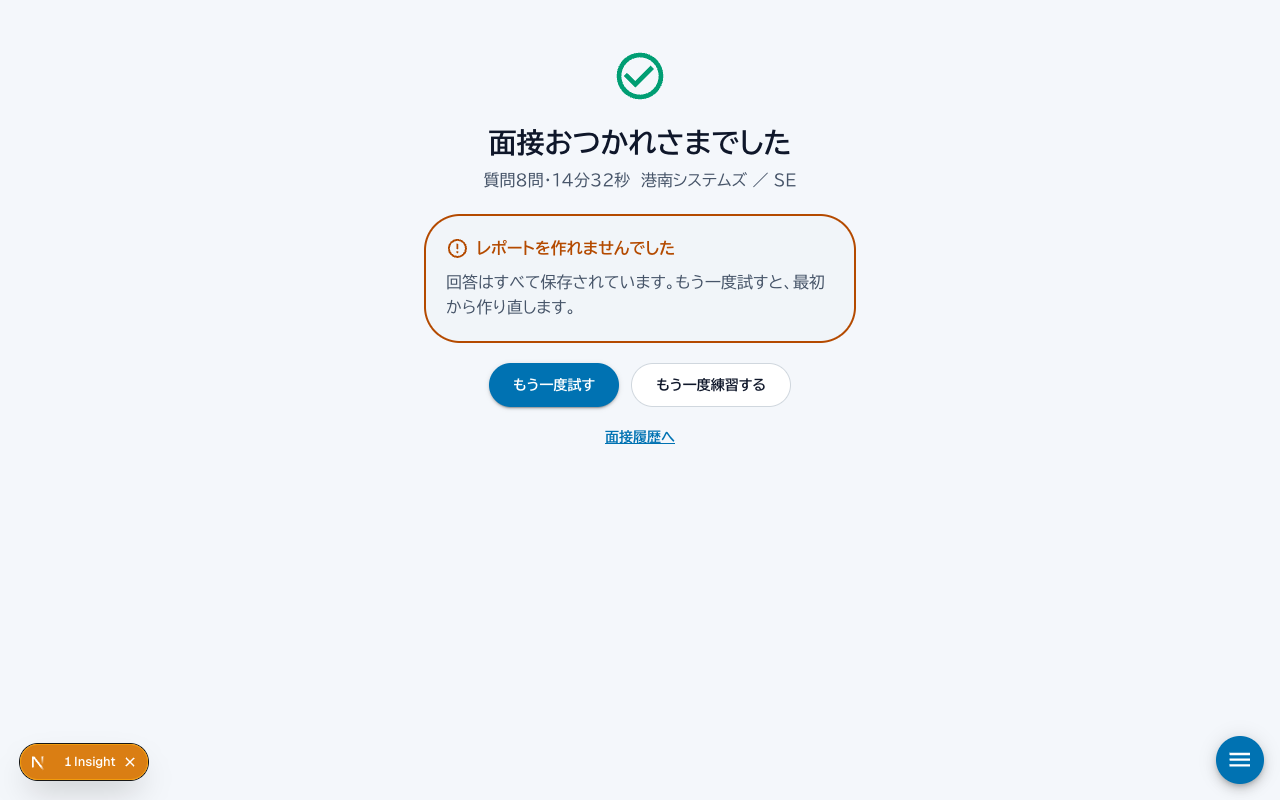 面接おつかれさまでした
質問8問・14分32秒 港南システムズ ／ SE
レポートを作れませんでした
回答はすべて保存されています。もう一度試すと、最初
から作り直します。
もう一度試す
もう一度練習する
面接履歴へ
1 Insight